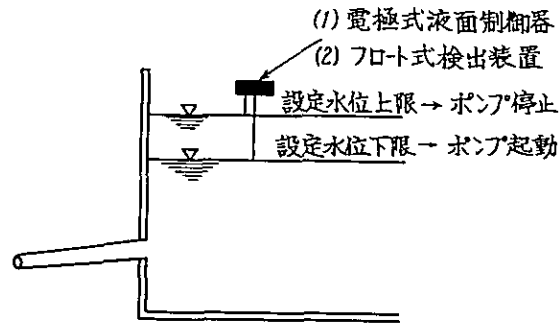 (1) 電極式液面制御器
(2) フロート式検出装置
設定水位上限→ ポンプ停止
設定水位下限→ ポンプ起動